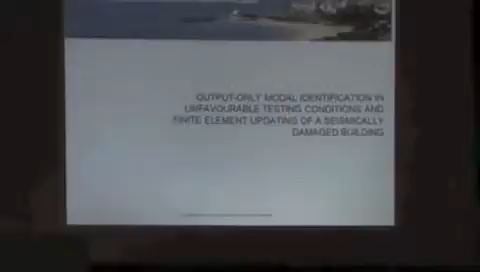 OUTPUT-ONLY MODAL IDENTIFICATION IN
UNFAVOURABLE TESTING CONDITIONS AND
FINITE ELEMENT UPDATING OF A SEISMICALLY
DAMAGED BUILDING